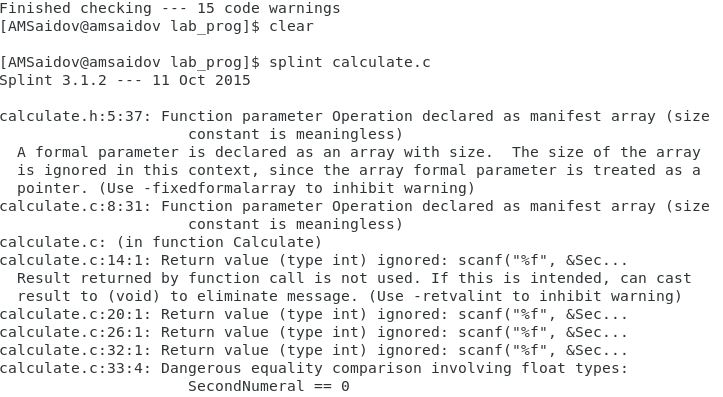 Finished checking --- 15 code warnings
[AMSaidov@amsaidov lab_prog]$ clear
[AMSaidov@amsaidov lab_prog]$ splint calculate.c
Splint 3.1.2 --- 11 Oct 2015
calculate.h:5:37: Function parameter Operation declared as manifest array (size
constant is meaningless)
A formal parameter is declared as an array with size.  The size of the array
is ignored in this context, since the array formal parameter is treated as a
pointer. (Use -fixedformalarray to inhibit warning)
calculate.c:8:31: Function parameter Operation declared as manifest array (size
constant is meaningless)
calculate.c: (in function Calculate)
calculate.c:14:1: Return value (type int) ignored: scanf("%f", &Sec...
Result returned by function call is not used. If this is intended, can cast
result to (void) to eliminate message. (Use -retvalint to inhibit warning)
calculate.c:20:1: Return value (type int) ignored: scanf("%f", &Sec...
calculate.c:26:1: Return value (type int) ignored: scanf("%f", &Sec...
calculate.c:32:1: Return value (type int) ignored: scanf("%f", &Sec...
calculate.c:33:4: Dangerous equality comparison involving float types:
SecondNumeral == 0